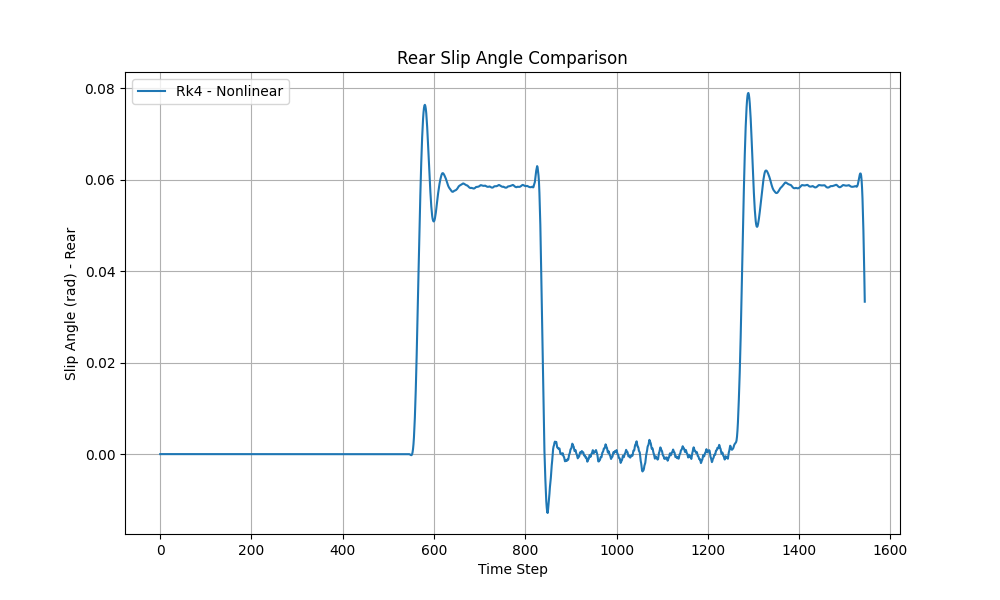 Rear Slip Angle Comparison
Rk4 - Nonlinear
Slip Angle (rad) - Rear
0.08
0.06
0.04
0.02
0.00
0 200 400 600 800 1000 1200 1400 1600
Time Step